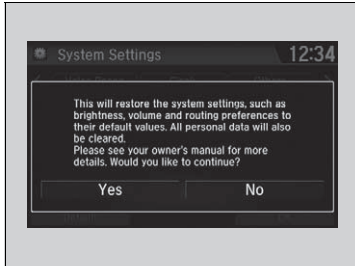 System Settings
12:34
This will restore the system settings, such as
brightness, volume and routing preferences to
their default values. All personal data will also
be cleared.
Please see your owner's manual for more
details. Would you like to continue?
Yes
No